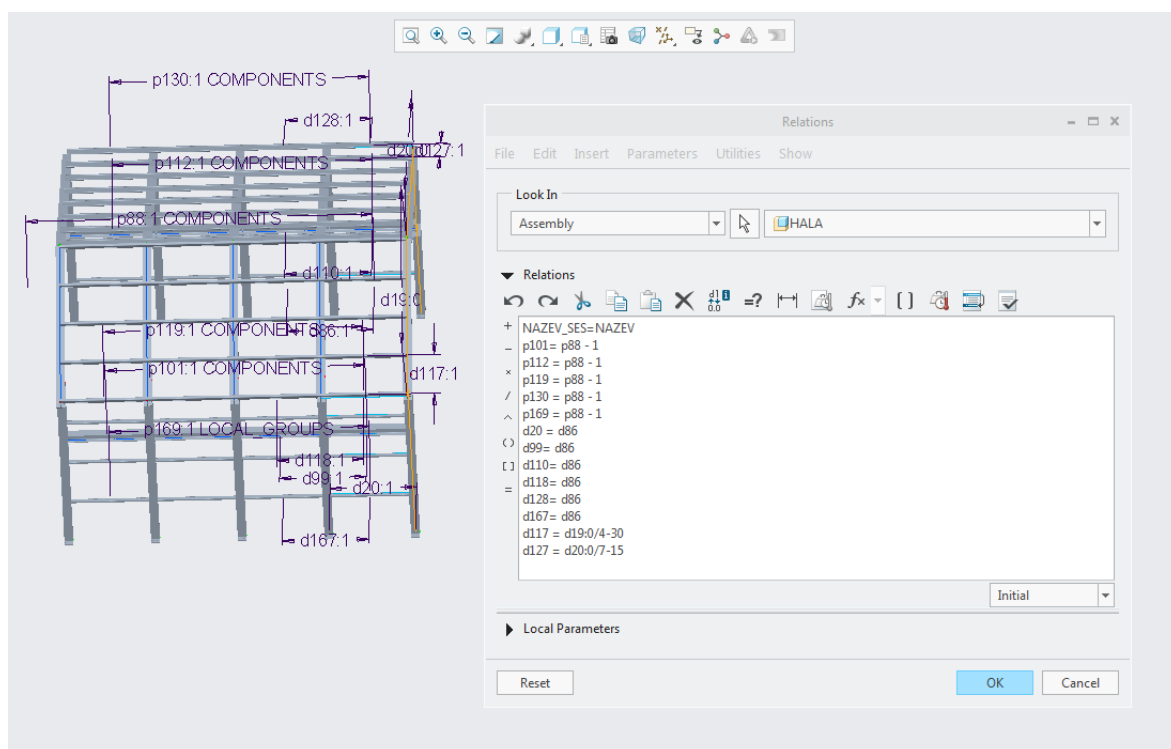 p130:1 COMPONENTS
d128:1
p112:1 COMPONENTS
p88:1 COMPONENTS
d110:1
d19:0
p119:1 COMPONENTS
d86:1
p101:1 COMPONENTS
d117:1
p169:1 LOCAL_GROUPS
d118:1
d99:1
d20:1
d167:1
Relations
File Edit Insert Parameters Utilities Show
Look In
Assembly
HALA
Relations
NAZEV_SES=NAZEV
p101= p88 - 1
p112 = p88 - 1
p119 = p88 - 1
p130 = p88 - 1
p169 = p88 - 1
d20 = d86
d99= d86
d110= d86
d118= d86
d128= d86
d167= d86
d117 = d19:0/4-30
d127 = d20:0/7-15
Initial
Local Parameters
Reset
OK
Cancel